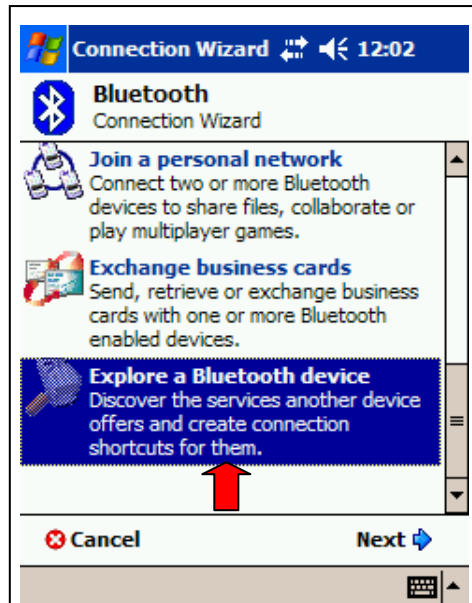 Connection Wizard 12:02
Bluetooth
Connection Wizard
Join a personal network
Connect two or more Bluetooth
devices to share files, collaborate or
play multiplayer games.
Exchange business cards
Send, retrieve or exchange business
cards with one or more Bluetooth
enabled devices.
Explore a Bluetooth device
Discover the services another device
offers and create connection
shortcuts for them.
Cancel Next